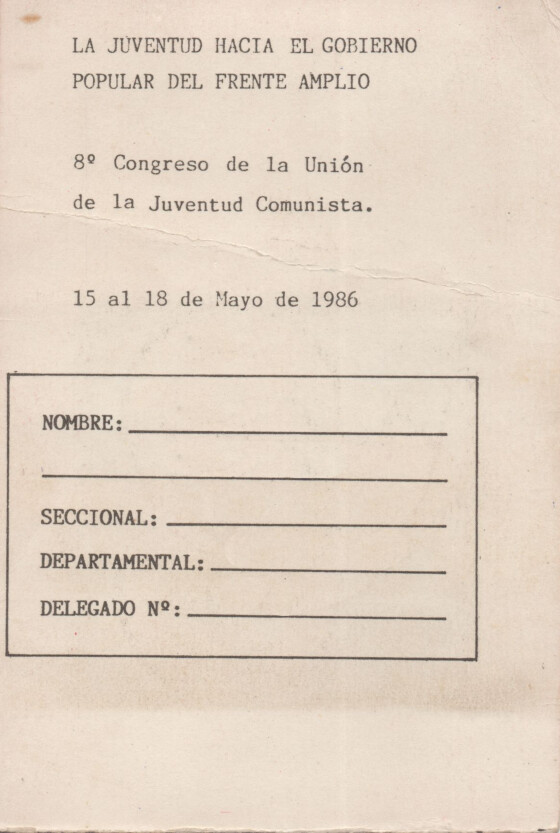 LA JUVENTUD HACIA EL GOBIERNO
POPULAR DEL FRENTE AMPLIO
8º Congreso de la Unión
de la Juventud Comunista.
15 al 18 de Mayo de 1986
NOMBRE:
SECCIONAL:
DEPARTAMENTAL:
DELEGADO Nº: